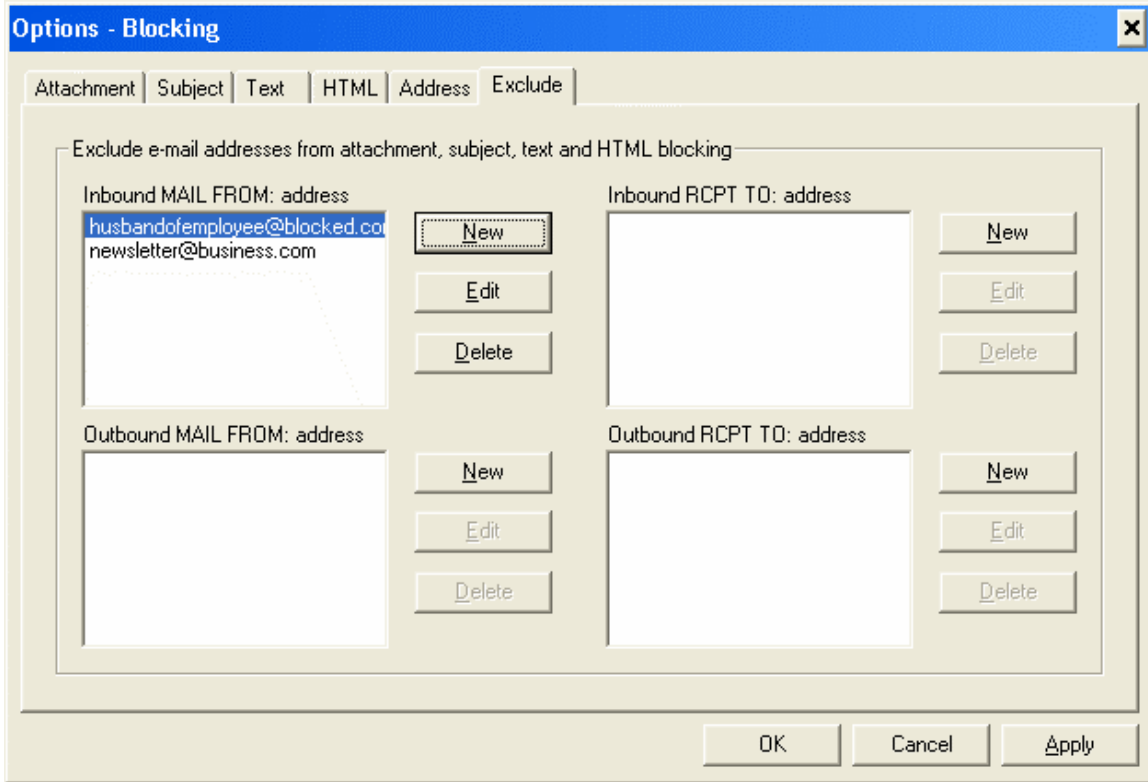 Options - Blocking
Attachment Subject Text HTML Address Exclude
Exclude e-mail addresses from attachment, subject, text and HTML blocking
Inbound MAIL FROM: address
husbandofemployee@blocked.co
newsletter@business.com
New
Edit
Delete
Inbound RCPT TO: address
New
Edit
Delete
Outbound MAIL FROM: address
New
Edit
Delete
Outbound RCPT TO: address
New
Edit
Delete
OK Cancel Apply